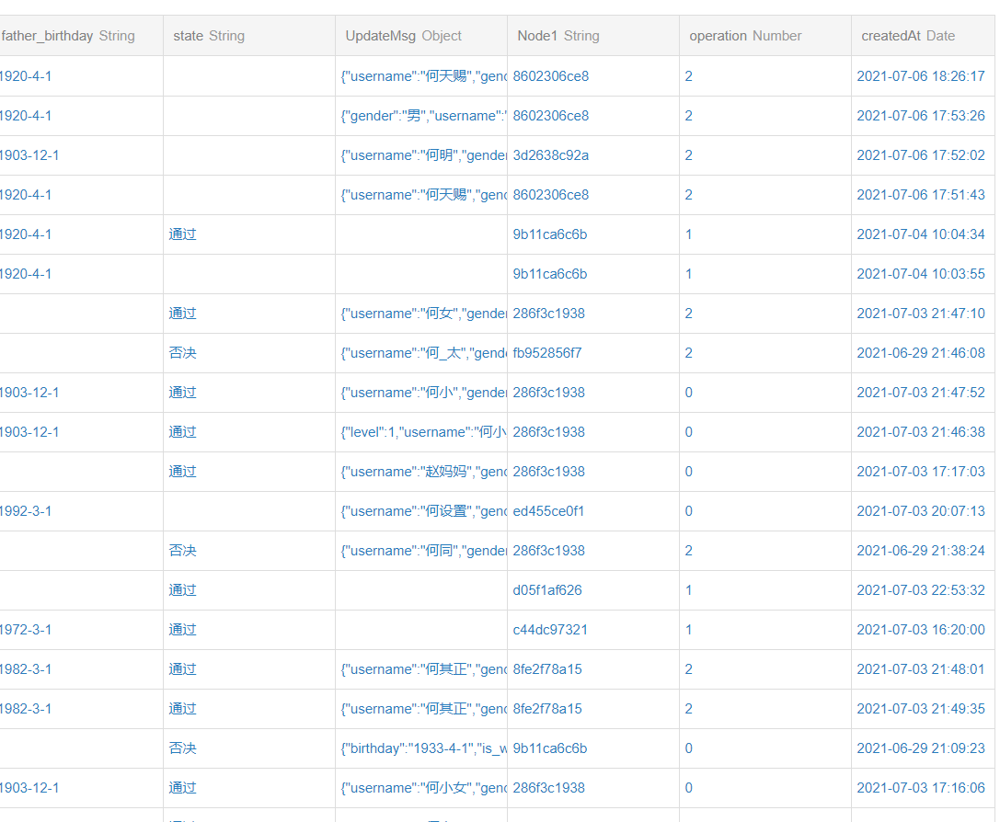 father_birthday String state String UpdateMsg Object Node1 String operation Number createdAt Date
1920-4-1 {"username":"何天赐","genc 8602306ce8 2 2021-07-06 18:26:17
1920-4-1 {"gender":"男","username":" 8602306ce8 2 2021-07-06 17:53:26
1903-12-1 {"username":"何明","gender 3d2638c92a 2 2021-07-06 17:52:02
1920-4-1 {"username":"何天赐","genc 8602306ce8 2 2021-07-06 17:51:43
1920-4-1 通过 9b11ca6c6b 1 2021-07-04 10:04:34
1920-4-1 9b11ca6c6b 1 2021-07-04 10:03:55
通过 {"username":"何女","gender 286f3c1938 2 2021-07-03 21:47:10
否决 {"username":"何_太","gende fb952856f7 2 2021-06-29 21:46:08
1903-12-1 通过 {"username":"何小","gender 286f3c1938 0 2021-07-03 21:47:52
1903-12-1 通过 {"level":1,"username":"何小 286f3c1938 0 2021-07-03 21:46:38
通过 {"username":"赵妈妈","genc 286f3c1938 0 2021-07-03 17:17:03
1992-3-1 {"username":"何设置","genc ed455ce0f1 0 2021-07-03 20:07:13
否决 {"username":"何同","gender 286f3c1938 2 2021-06-29 21:38:24
通过 d05f1af626 1 2021-07-03 22:53:32
1972-3-1 通过 c44dc97321 1 2021-07-03 16:20:00
1982-3-1 通过 {"username":"何其正","genc 8fe2f78a15 2 2021-07-03 21:48:01
1982-3-1 通过 {"username":"何其正","genc 8fe2f78a15 2 2021-07-03 21:49:35
否决 {"birthday":"1933-4-1","is_w 9b11ca6c6b 0 2021-06-29 21:09:23
1903-12-1 通过 {"username":"何小女","genc 286f3c1938 0 2021-07-03 17:16:06